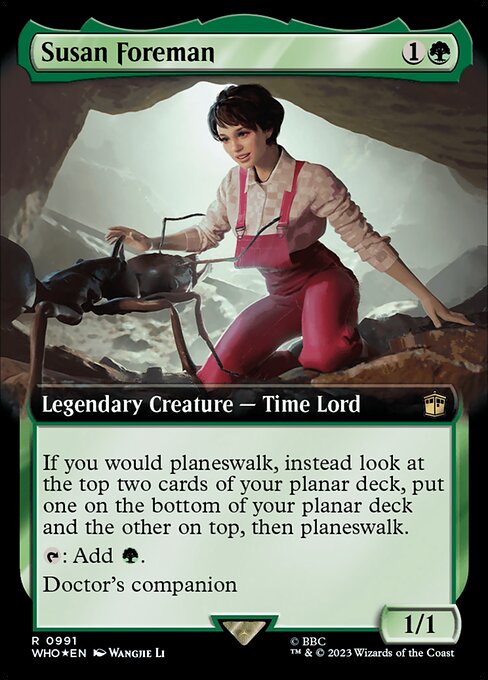 Susan Foreman 1
Legendary Creature — Time Lord
If you would planeswalk, instead look at
the top two cards of your planar deck, put
one on the bottom of your planar deck
and the other on top, then planeswalk.
: Add .
Doctor's companion
1/1
R 0991
WHO★EN Wangjie Li
© BBC
™ & © 2023 Wizards of the Coast